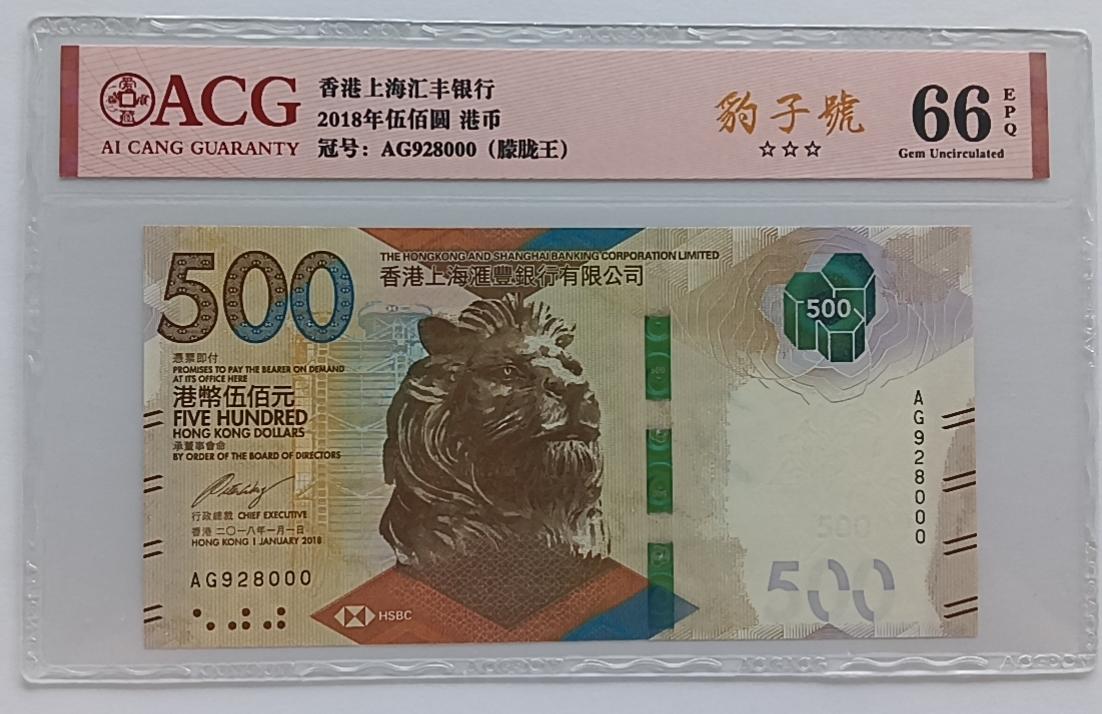 ACG
AI CANG GUARANTY
香港上海汇丰银行
2018年伍佰圆 港币
冠号：AG928000（朦胧王）
豹子號
☆☆☆
66
EPQ
Gem Uncirculated
500
THE HONGKONG AND SHANGHAI BANKING CORPORATION LIMITED
香港上海滙豐銀行有限公司
500
憑票即付
PROMISES TO PAY THE BEARER ON DEMAND
AT ITS OFFICE HERE
港幣伍佰元
FIVE HUNDRED
HONG KONG DOLLARS
承董事會命
BY ORDER OF THE BOARD OF DIRECTORS
行政總裁 CHIEF EXECUTIVE
香港 二〇一八年一月一日
HONG KONG 1 JANUARY 2018
AG928000
HSBC
AG928000
500
500